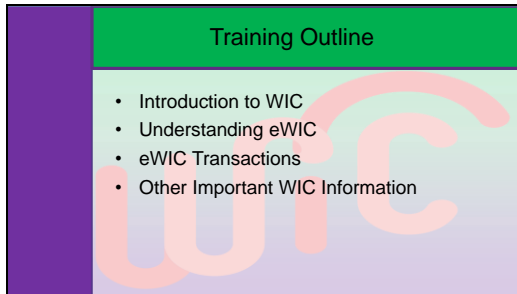 Training Outline
• Introduction to WIC
• Understanding eWIC
• eWIC Transactions
• Other Important WIC Information
wic